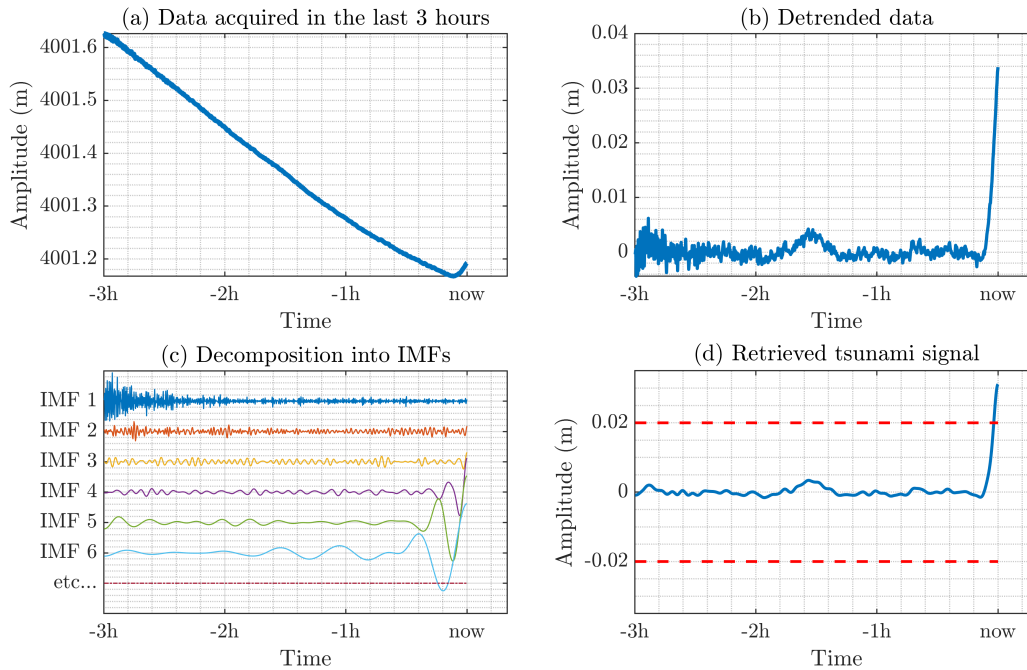 (a) Data acquired in the last 3 hours
Amplitude (m)
4001.6
4001.5
4001.4
4001.3
4001.2
-3h -2h -1h now
Time
(b) Detrended data
Amplitude (m)
0.04
0.03
0.02
0.01
0
-3h -2h -1h now
Time
(c) Decomposition into IMFs
IMF 1
IMF 2
IMF 3
IMF 4
IMF 5
IMF 6
etc...
-3h -2h -1h now
Time
(d) Retrieved tsunami signal
Amplitude (m)
0.02
0
-0.02
-3h -2h -1h now
Time